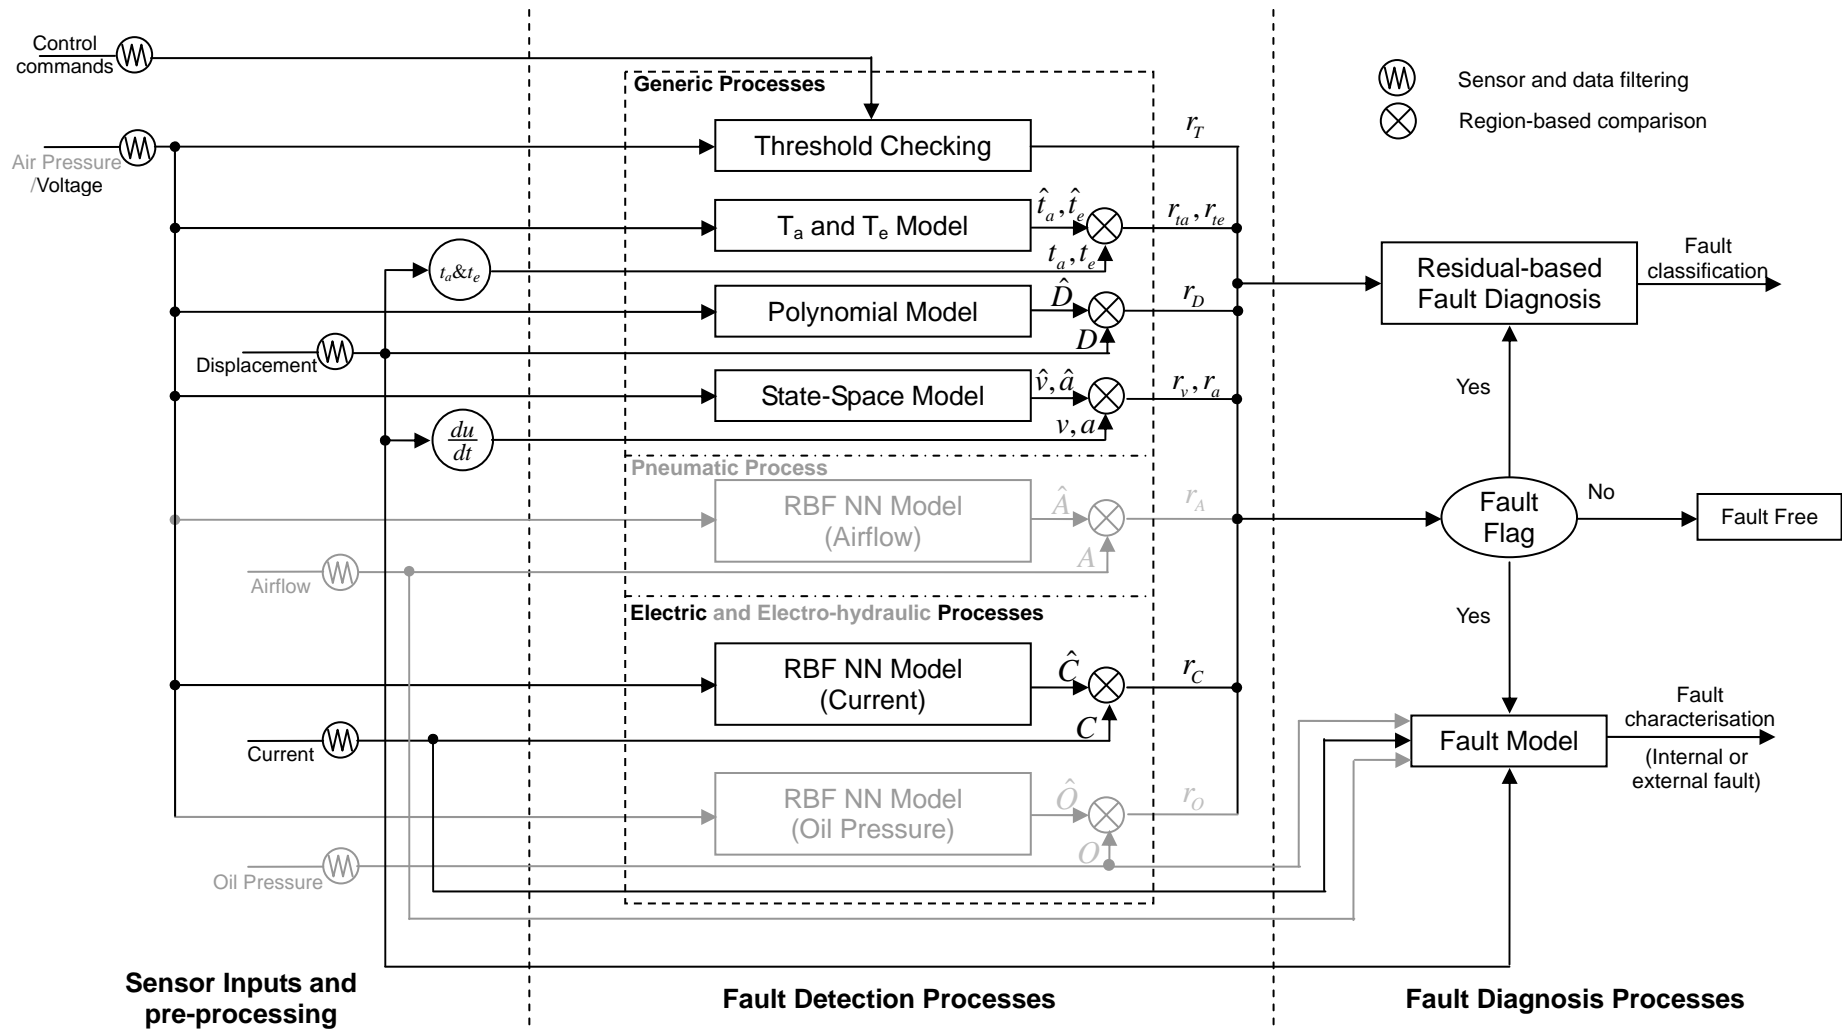 Control
commands
Air Pressure
/Voltage
Displacement
Airflow
Current
Oil Pressure
t_a&t_e
du
dt
Generic Processes
Threshold Checking
r_T
T_a and T_e Model
t̂_a, t̂_e
t_a, t_e
r_ta, r_te
Polynomial Model
D̂
D
r_D
State-Space Model
v̂, â
v, a
r_v, r_a
Pneumatic Process
RBF NN Model
(Airflow)
Â
A
r_A
Electric and Electro-hydraulic Processes
RBF NN Model
(Current)
Ĉ
C
r_C
RBF NN Model
(Oil Pressure)
Ô
O
r_O
Sensor and data filtering
Region-based comparison
Residual-based
Fault Diagnosis
Fault
classification
Yes
Fault
Flag
No
Fault Free
Yes
Fault Model
Fault
characterisation
(Internal or
external fault)
Sensor Inputs and
pre-processing
Fault Detection Processes
Fault Diagnosis Processes